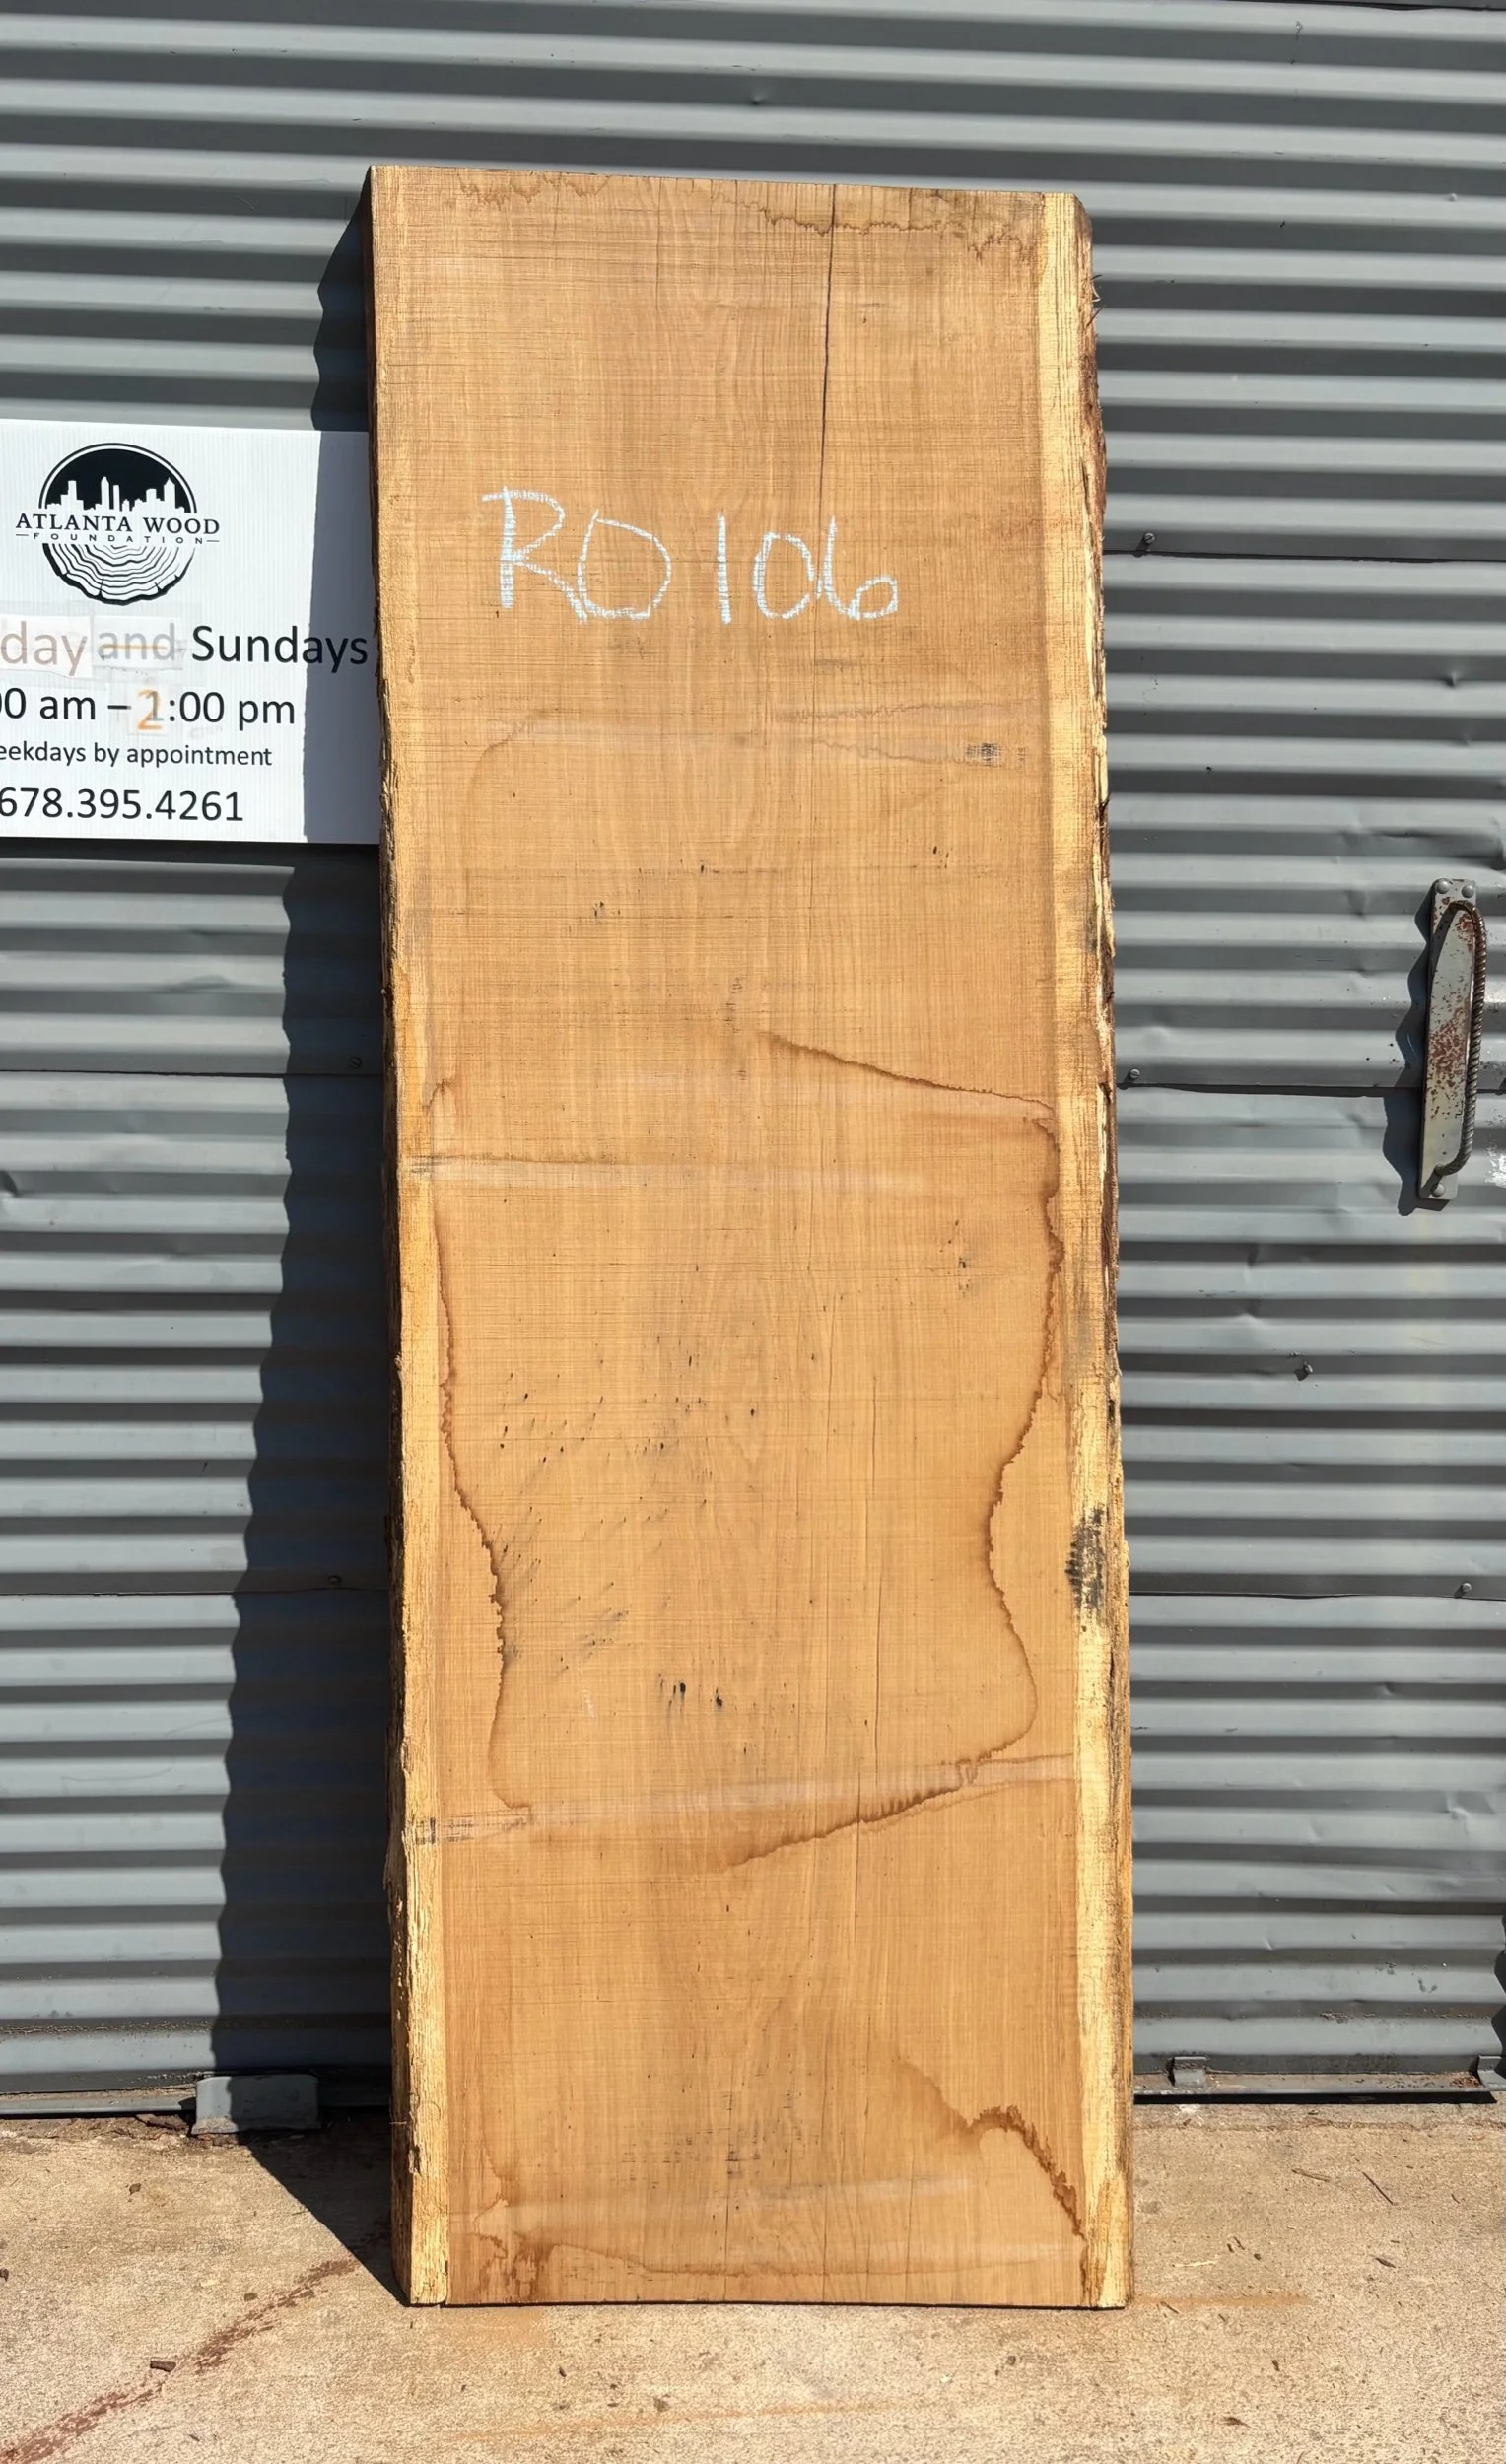 RO106
ATLANTA WOOD
FOUNDATION
day and Sundays
00 am – 2:00 pm
eekdays by appointment
678.395.4261